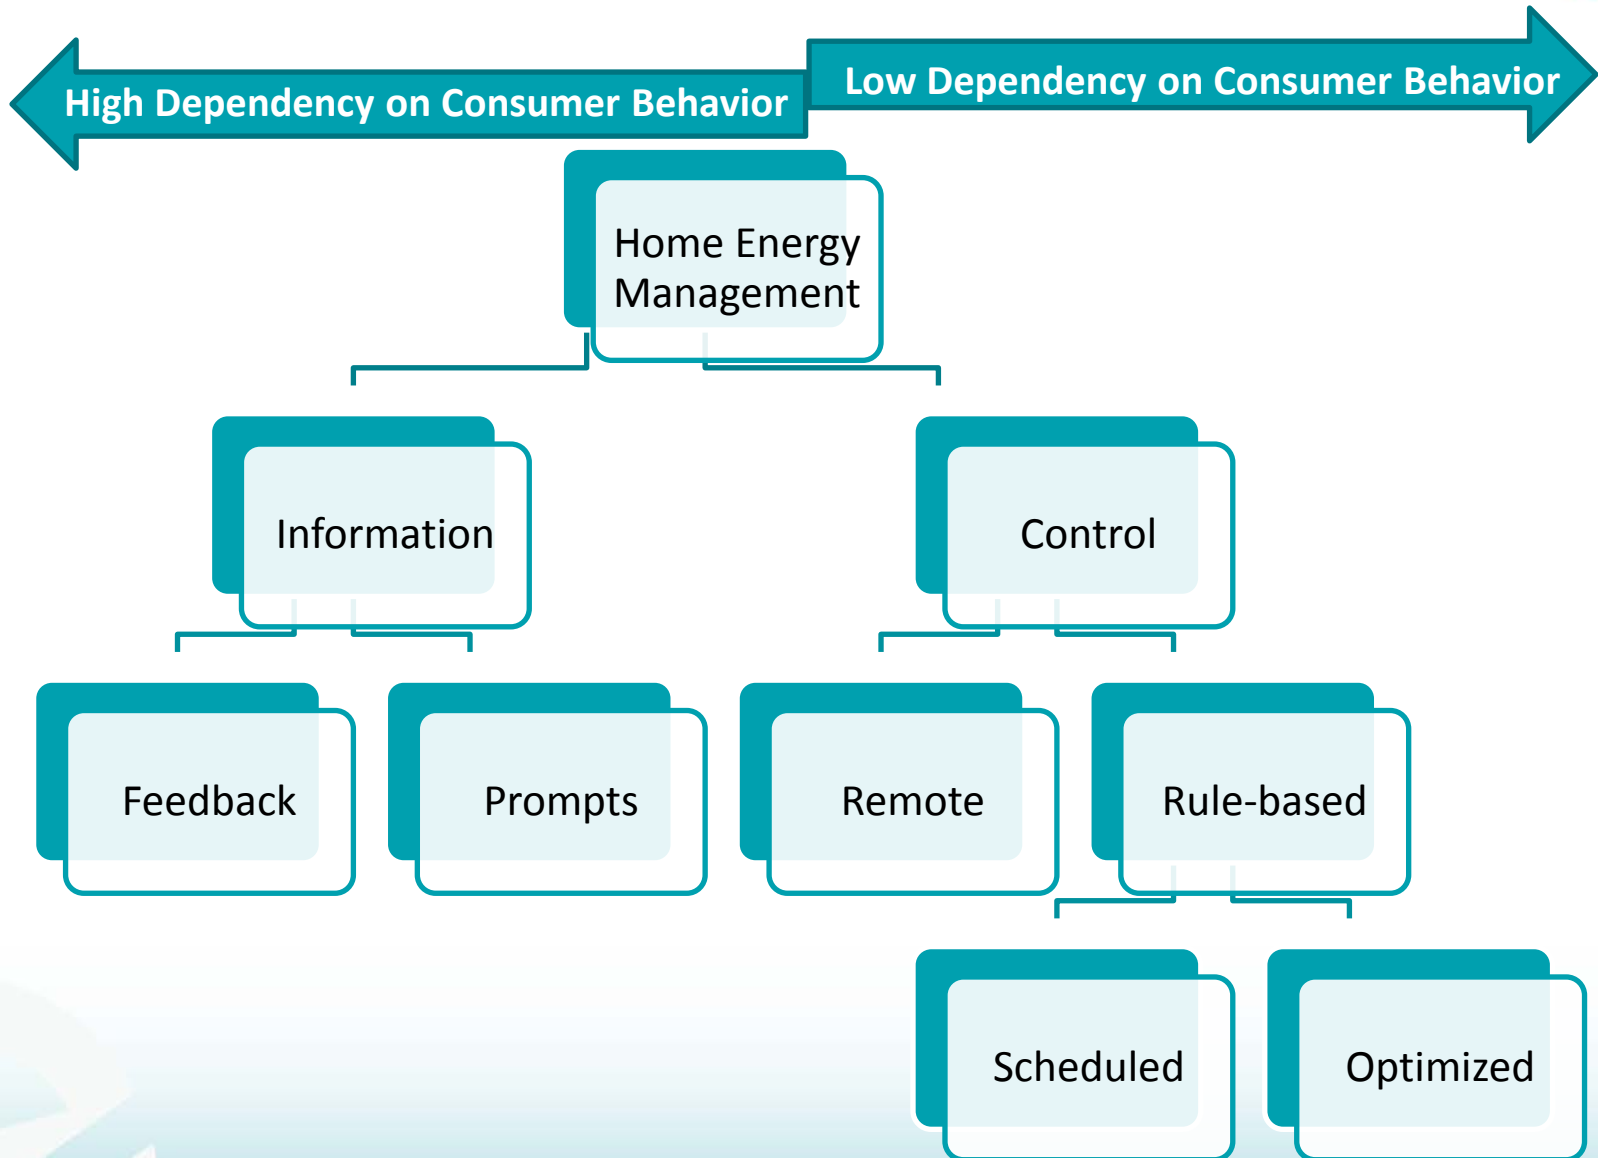 High Dependency on Consumer Behavior
Low Dependency on Consumer Behavior
Home Energy
Management
Information
Control
Feedback
Prompts
Remote
Rule-based
Scheduled
Optimized